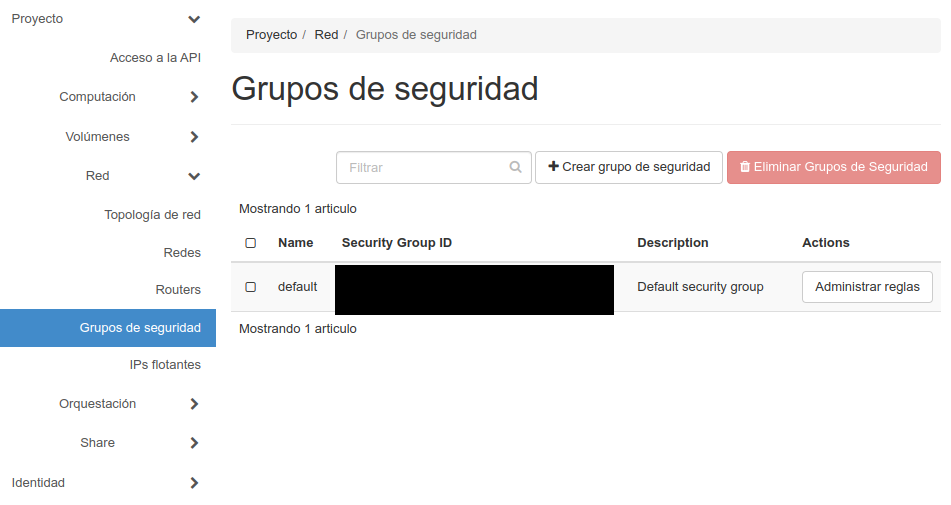 Proyecto
Acceso a la API
Computación
Volúmenes
Red
Topología de red
Redes
Routers
Grupos de seguridad
IPs flotantes
Orquestación
Share
Identidad
Proyecto / Red / Grupos de seguridad
Grupos de seguridad
Filtrar
Crear grupo de seguridad
Eliminar Grupos de Seguridad
Mostrando 1 articulo
Name Security Group ID Description Actions
default Default security group Administrar reglas
Mostrando 1 articulo